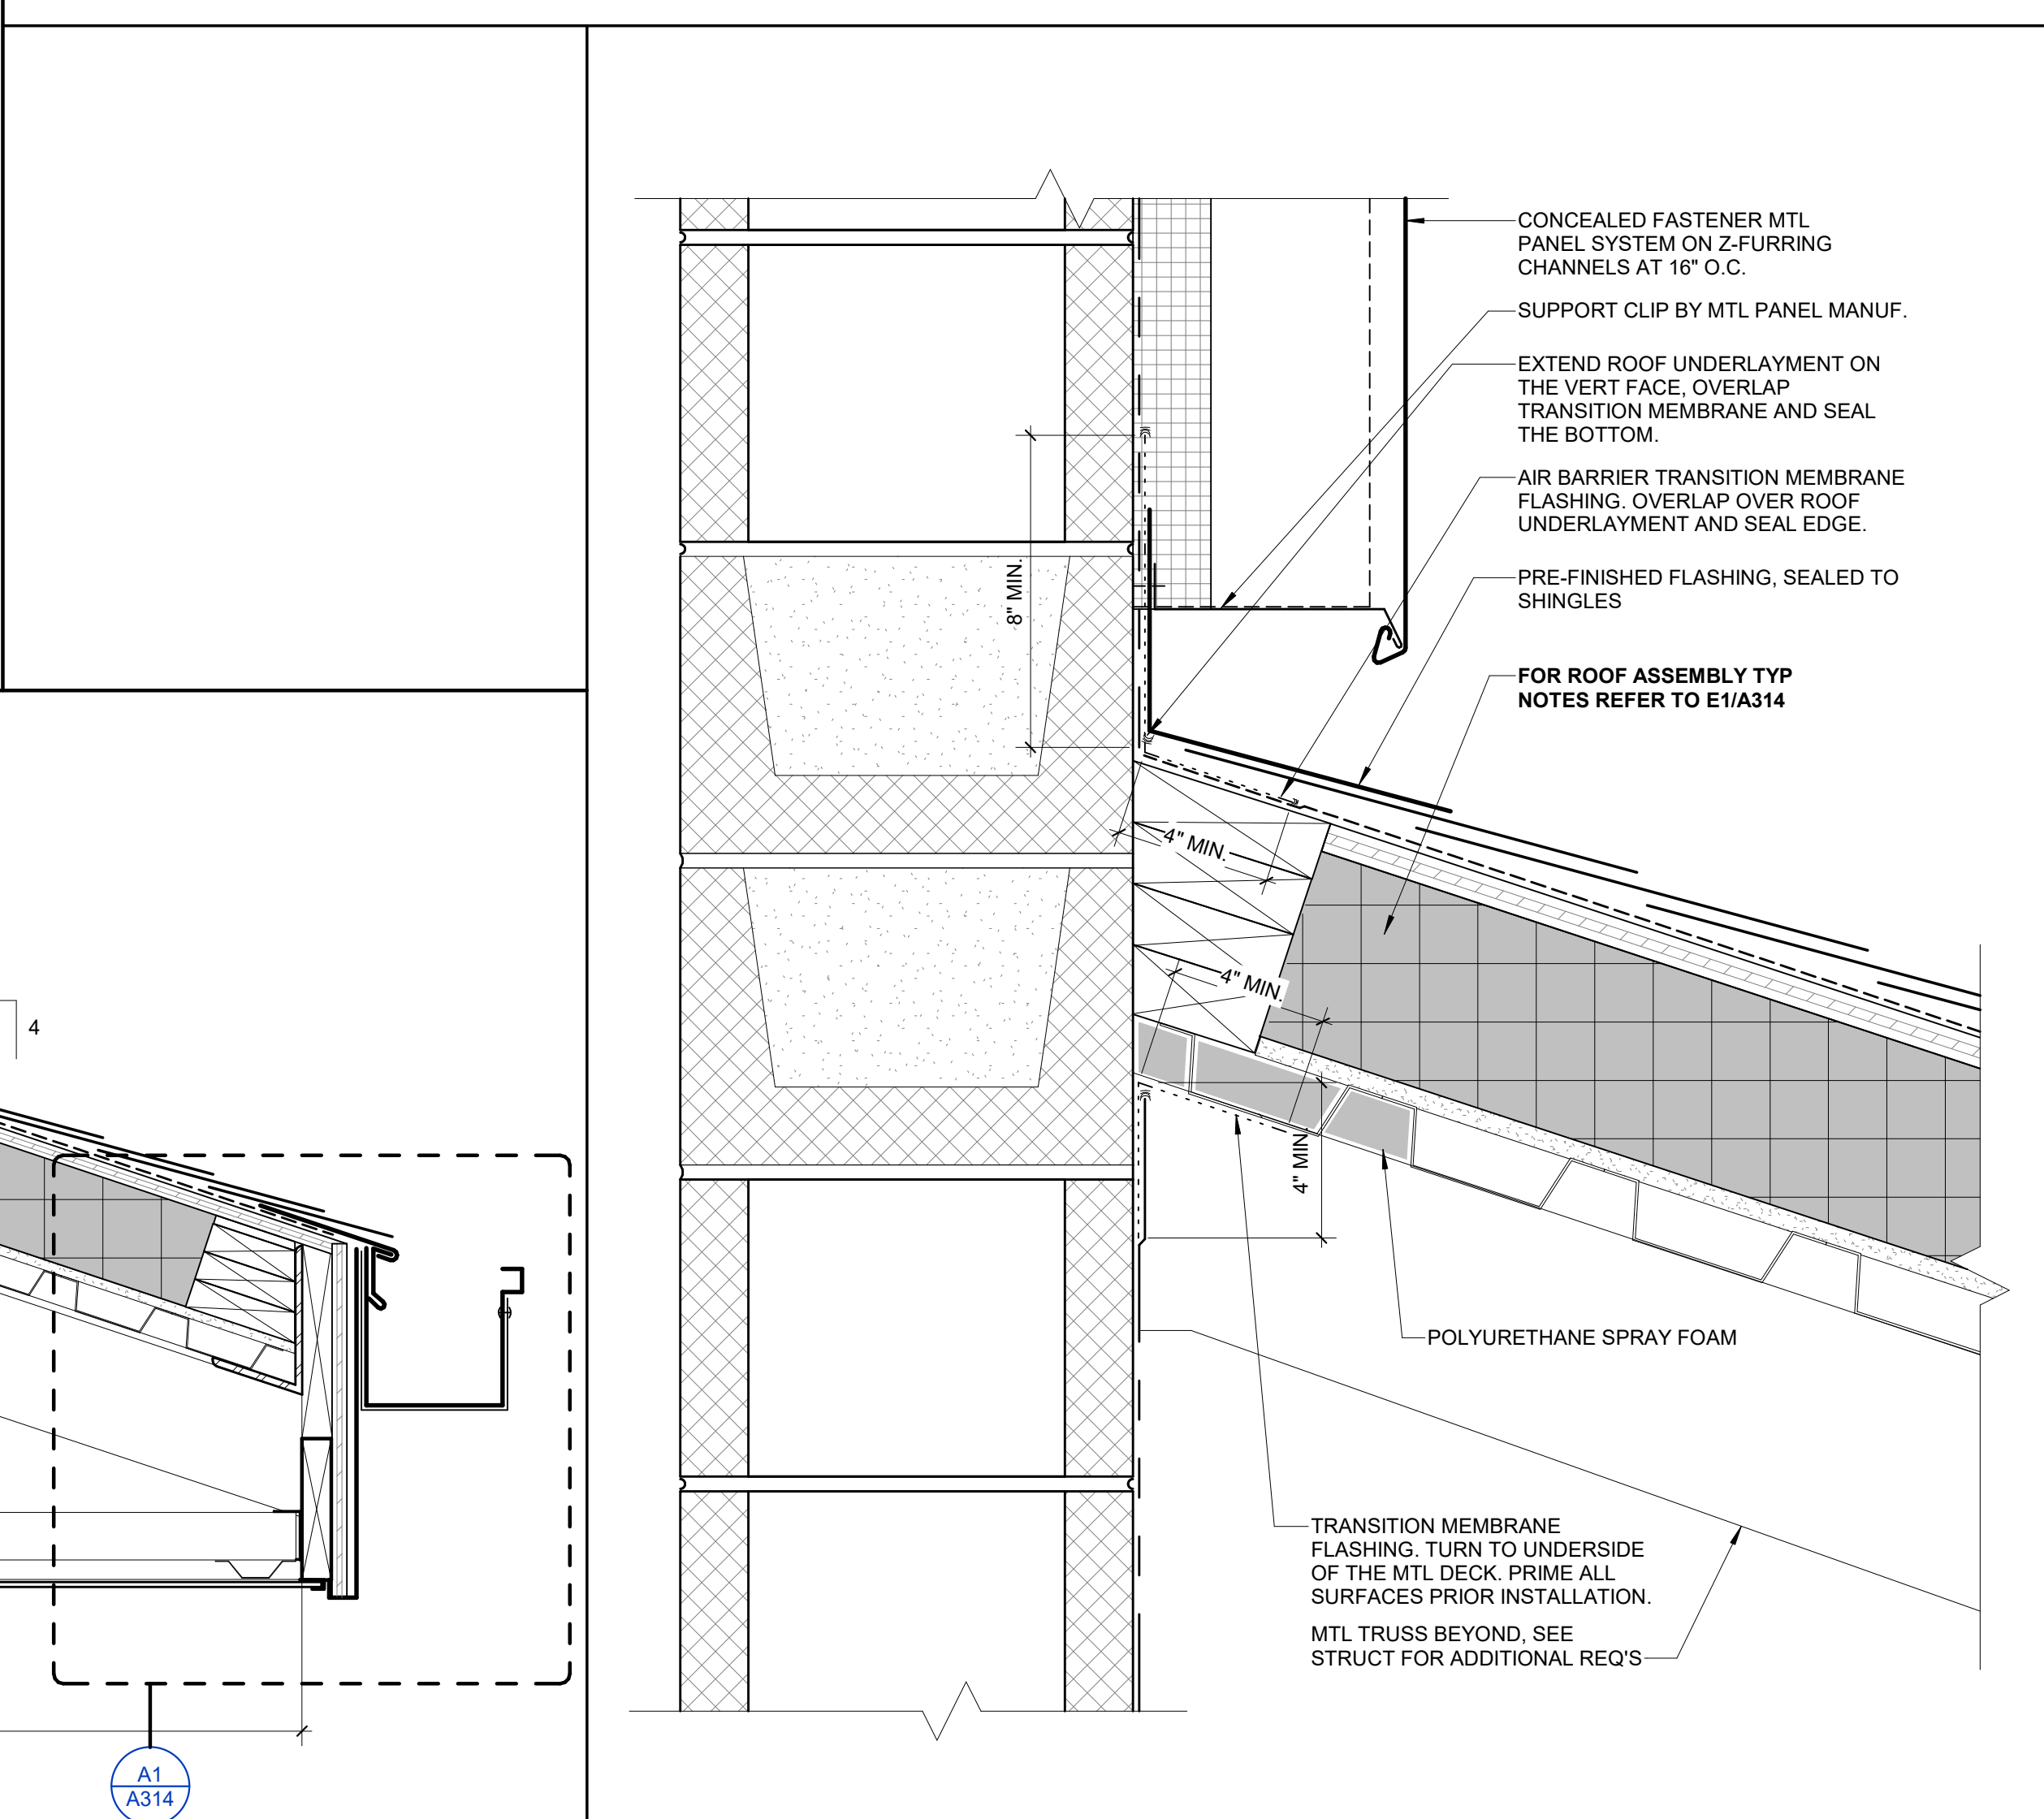 CONCEALED FASTENER MTL
PANEL SYSTEM ON Z-FURRING
CHANNELS AT 16" O.C.
SUPPORT CLIP BY MTL PANEL MANUF.
EXTEND ROOF UNDERLAYMENT ON
THE VERT FACE, OVERLAP
TRANSITION MEMBRANE AND SEAL
THE BOTTOM.
AIR BARRIER TRANSITION MEMBRANE
FLASHING. OVERLAP OVER ROOF
UNDERLAYMENT AND SEAL EDGE.
PRE-FINISHED FLASHING, SEALED TO
SHINGLES
FOR ROOF ASSEMBLY TYP
NOTES REFER TO E1/A314
8" MIN.
4" MIN.
4" MIN.
4" MIN.
4
POLYURETHANE SPRAY FOAM
TRANSITION MEMBRANE
FLASHING. TURN TO UNDERSIDE
OF THE MTL DECK. PRIME ALL
SURFACES PRIOR INSTALLATION.
MTL TRUSS BEYOND, SEE
STRUCT FOR ADDITIONAL REQ'S
A1
A314